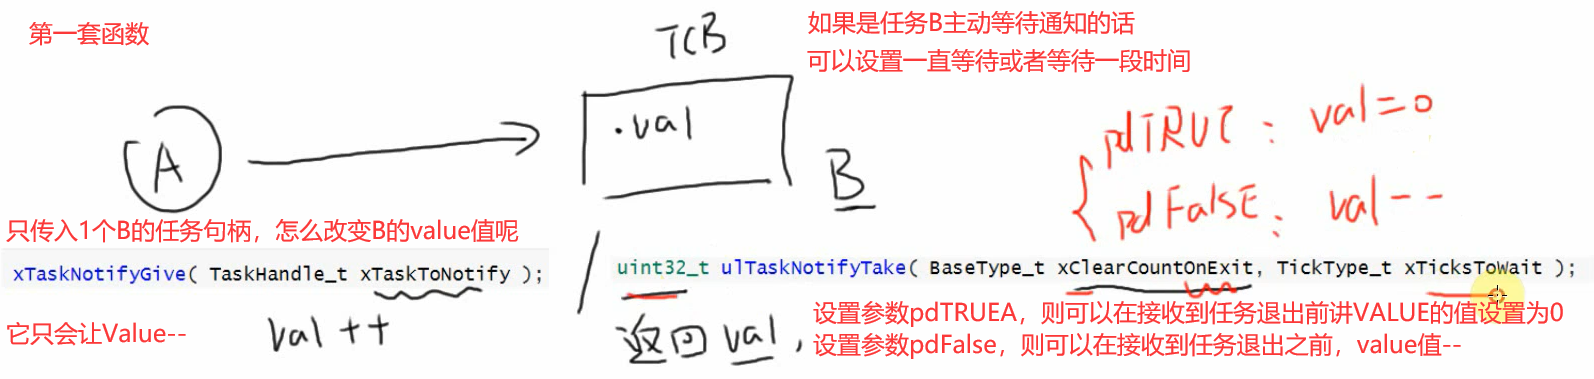 第一套函数
TCB
如果是任务B主动等待通知的话
可以设置一直等待或者等待一段时间
.val
A
B
pdTRUE: val=0
pdFalsE: val--
只传入1个B的任务句柄，怎么改变B的value值呢
xTaskNotifyGive( TaskHandle_t xTaskToNotify );
uint32_t ulTaskNotifyTake( BaseType_t xClearCountOnExit, TickType_t xTicksToWait );
它只会让Value--
val ++
返回val,
设置参数pdTRUEA，则可以在接收到任务退出前讲VALUE的值设置为0
设置参数pdFalse，则可以在接收到任务退出之前，value值--